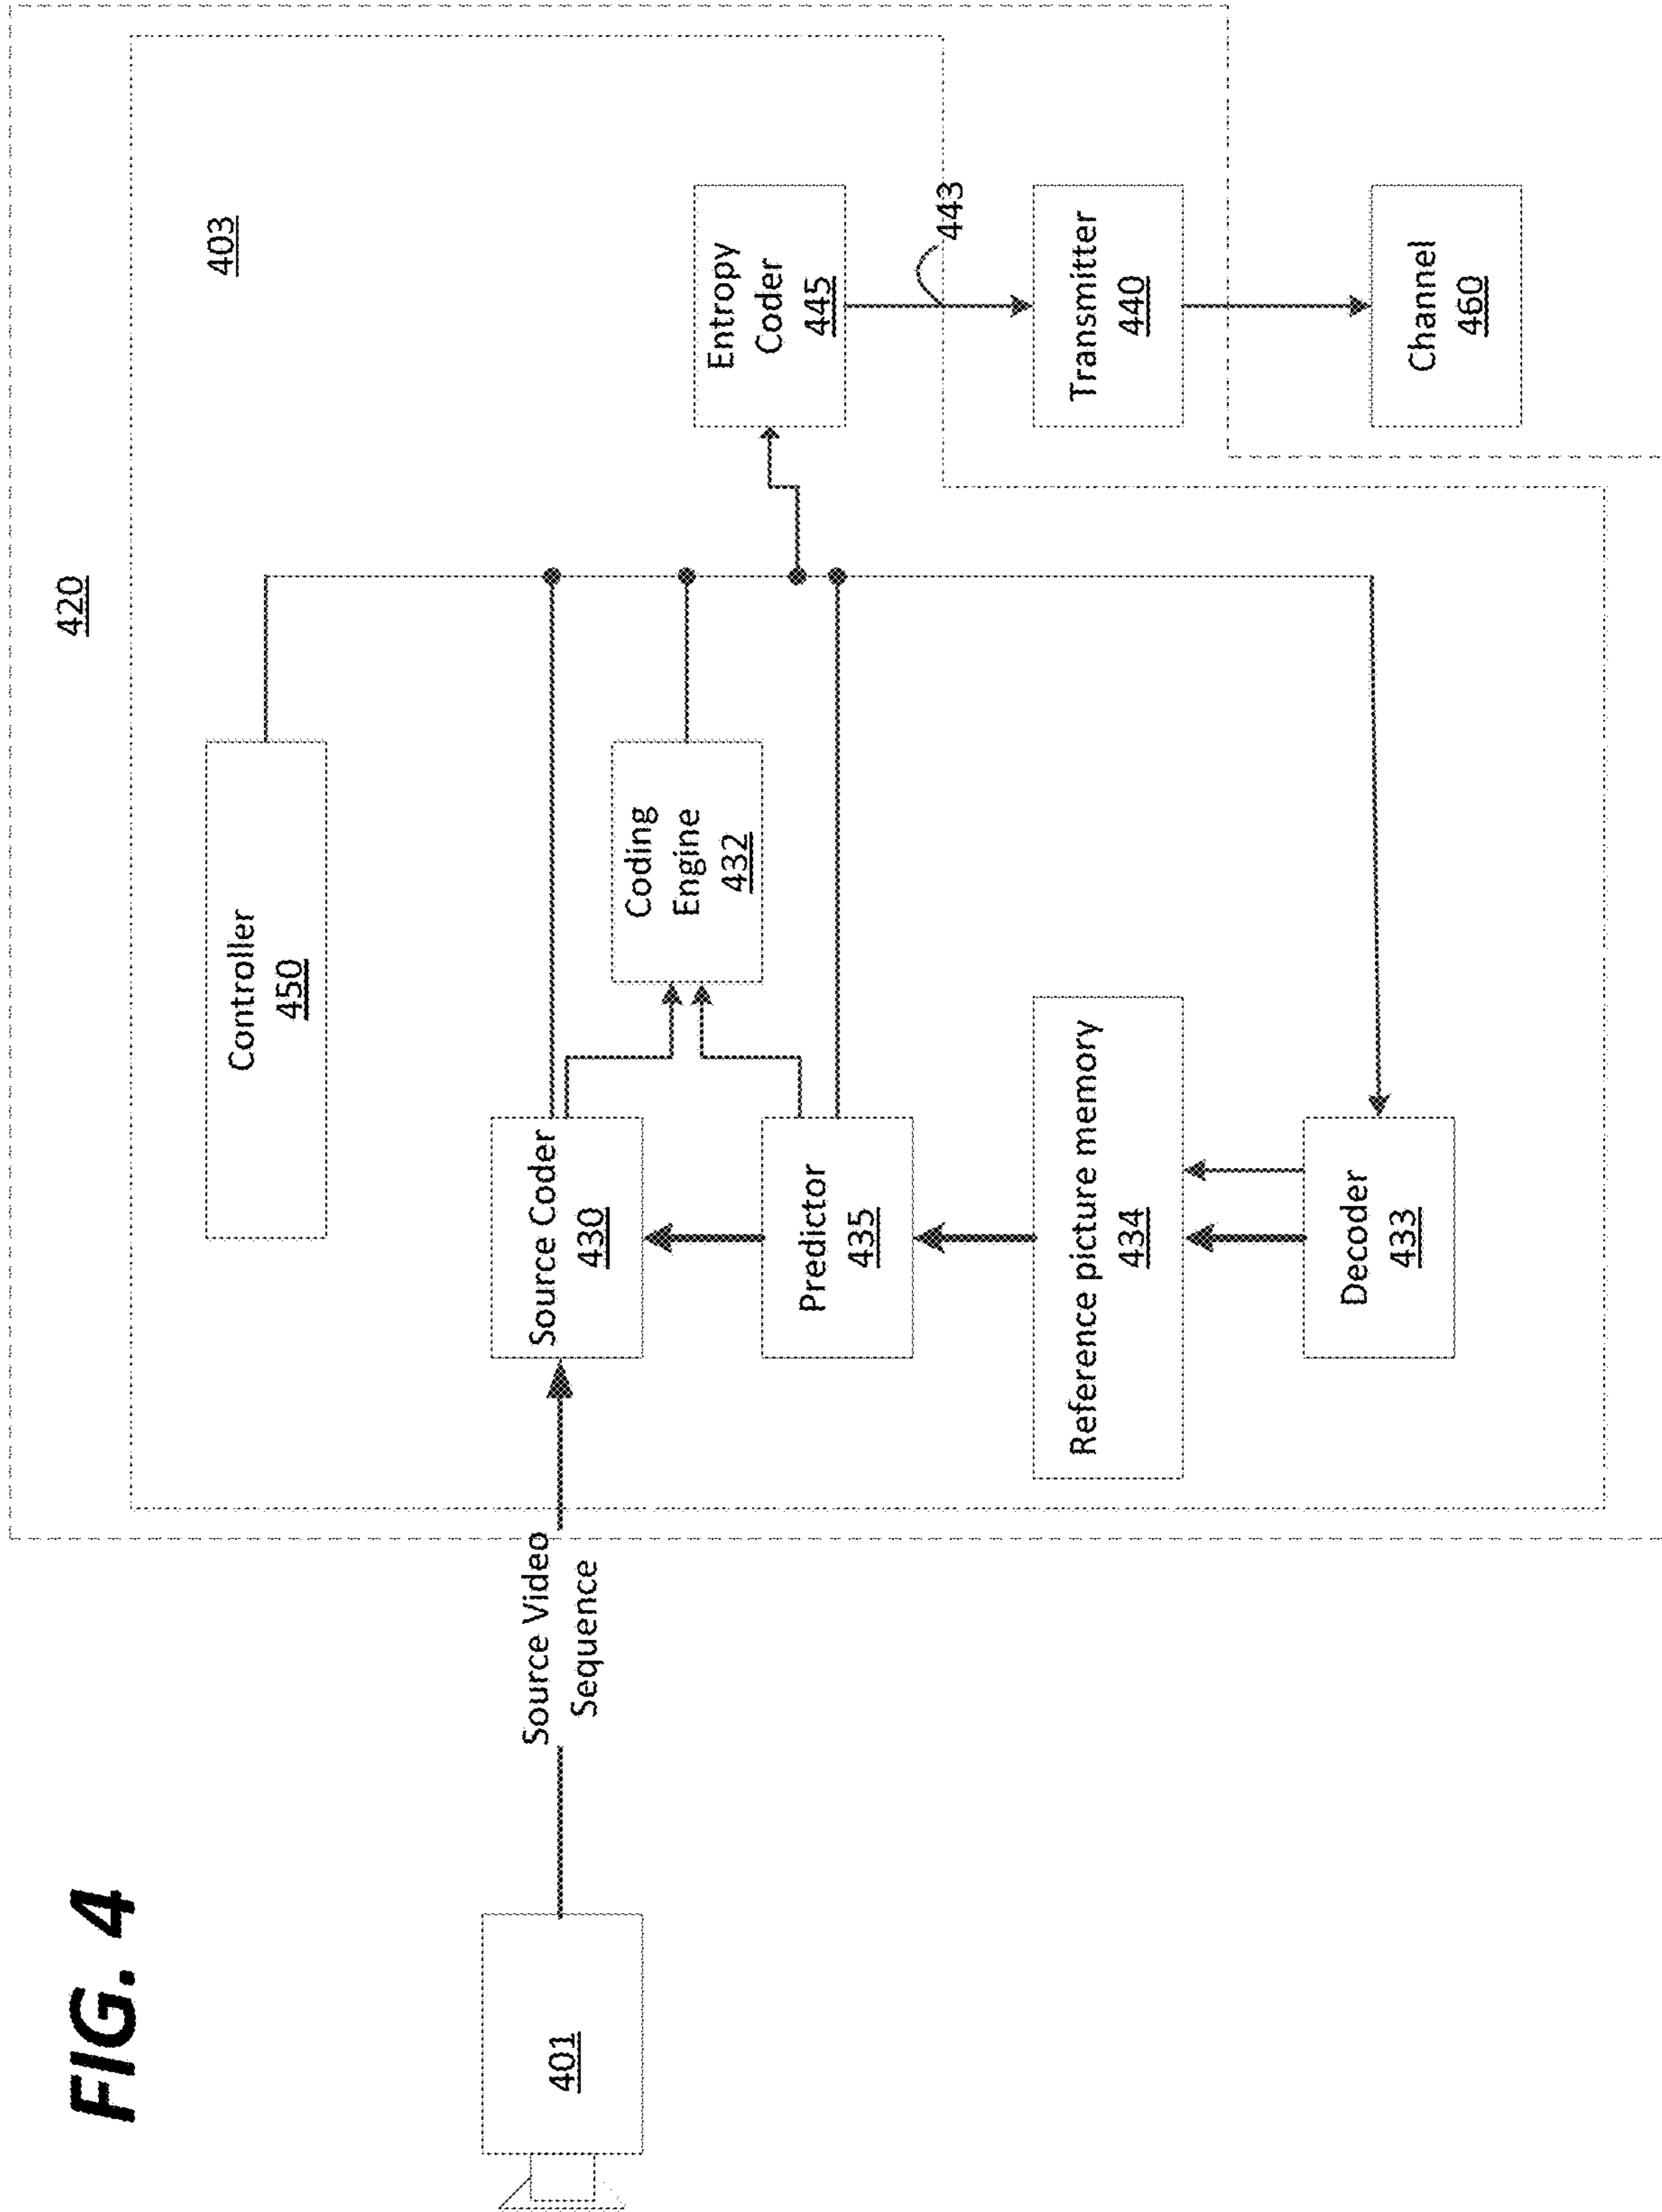 FIG. 4
420
403
401
Source Video
Sequence
Controller
450
Source Coder
430
Coding
Engine
432
Predictor
435
Reference picture memory
434
Decoder
433
Entropy
Coder
445
443
Transmitter
440
Channel
460